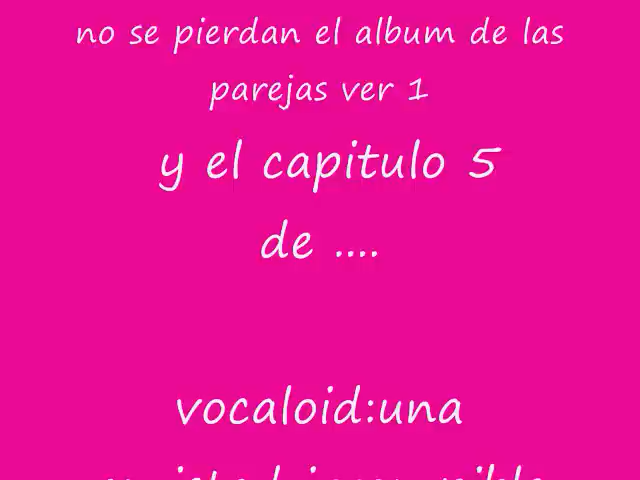 no se pierdan el album de las
parejas ver 1
y el capitulo 5
de ....
vocaloid:una